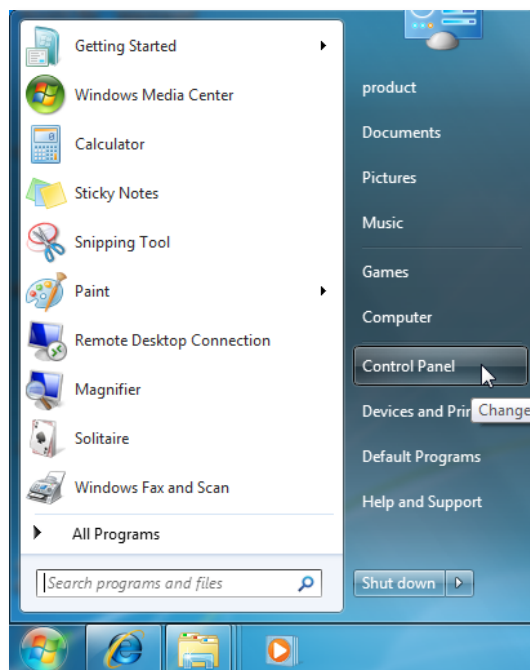 Getting Started
Windows Media Center
Calculator
Sticky Notes
Snipping Tool
Paint
Remote Desktop Connection
Magnifier
Solitaire
Windows Fax and Scan
All Programs
Search programs and files
product
Documents
Pictures
Music
Games
Computer
Control Panel
Devices and Prin
Change
Default Programs
Help and Support
Shut down